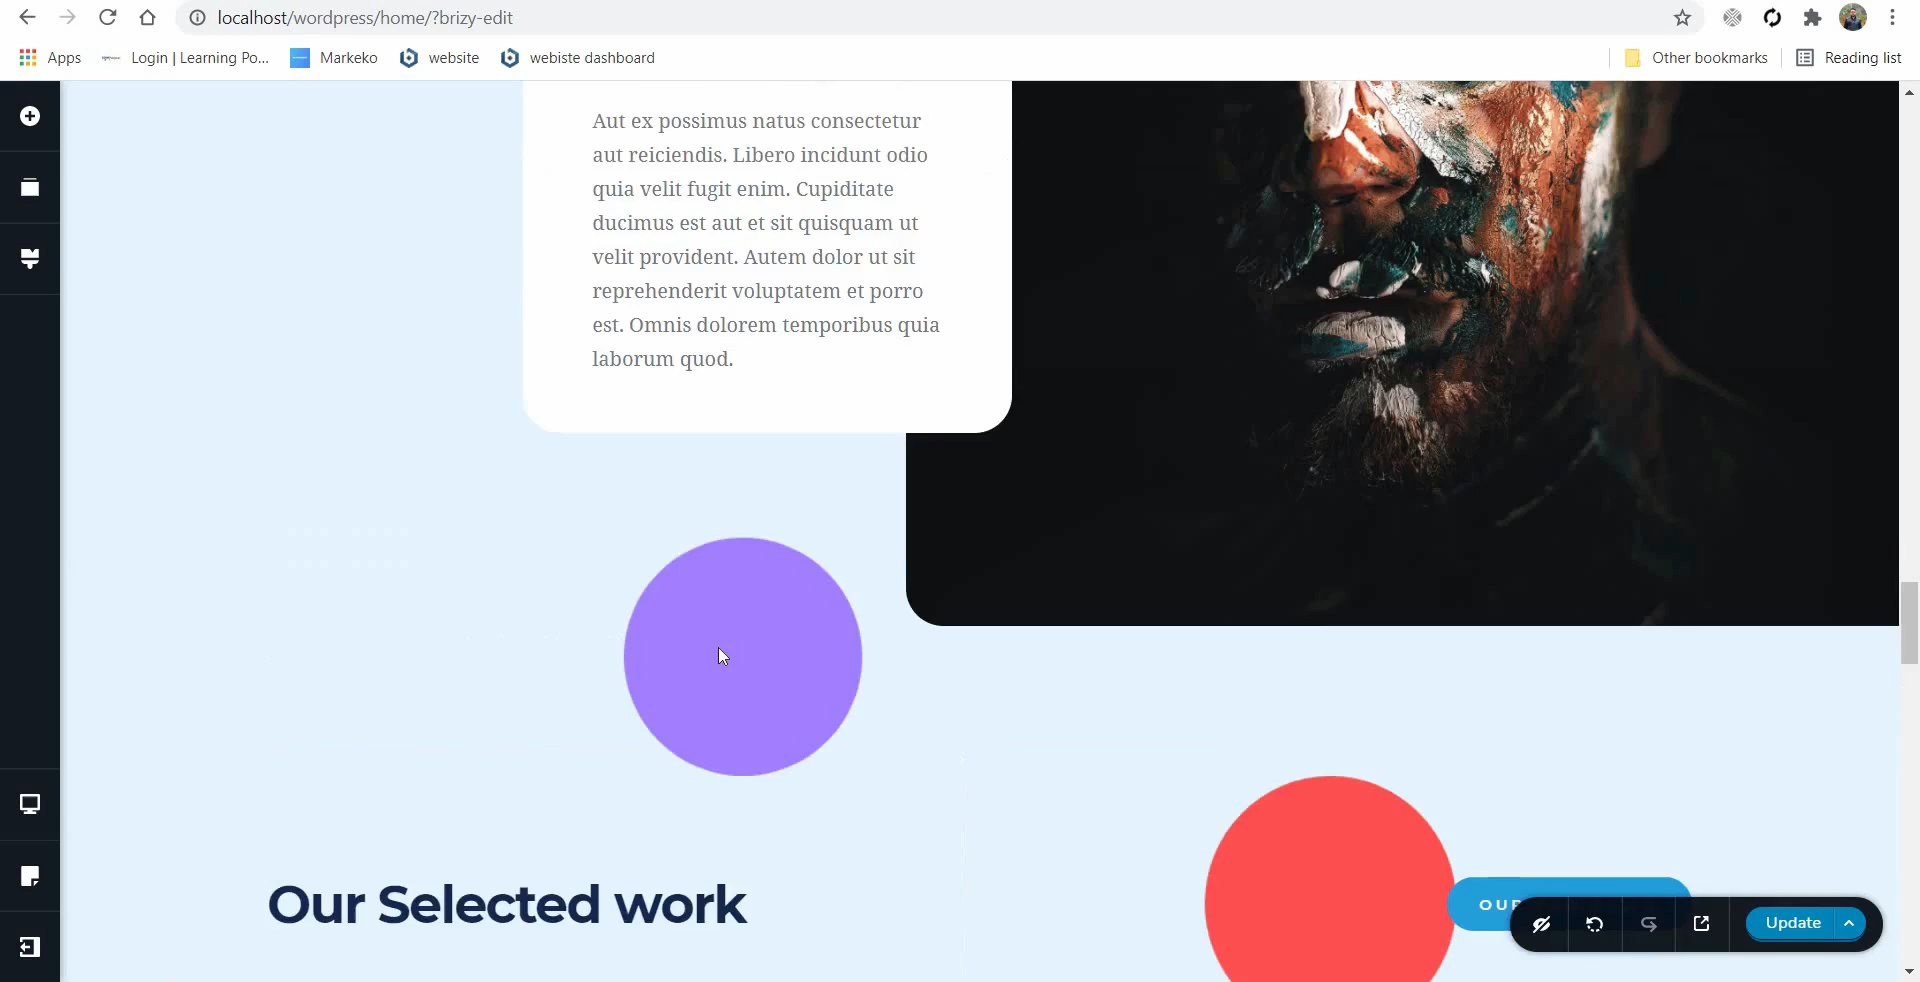 localhost/wordpress/home/?brizy-edit
Apps
Login | Learning Po...
Markeko
website
webiste dashboard
Other bookmarks
Reading list
Aut ex possimus natus consectetur
aut reiciendis. Libero incidunt odio
quia velit fugit enim. Cupiditate
ducimus est aut et sit quisquam ut
velit provident. Autem dolor ut sit
reprehenderit voluptatem et porro
est. Omnis dolorem temporibus quia
laborum quod.
Our Selected work
OUR
Update